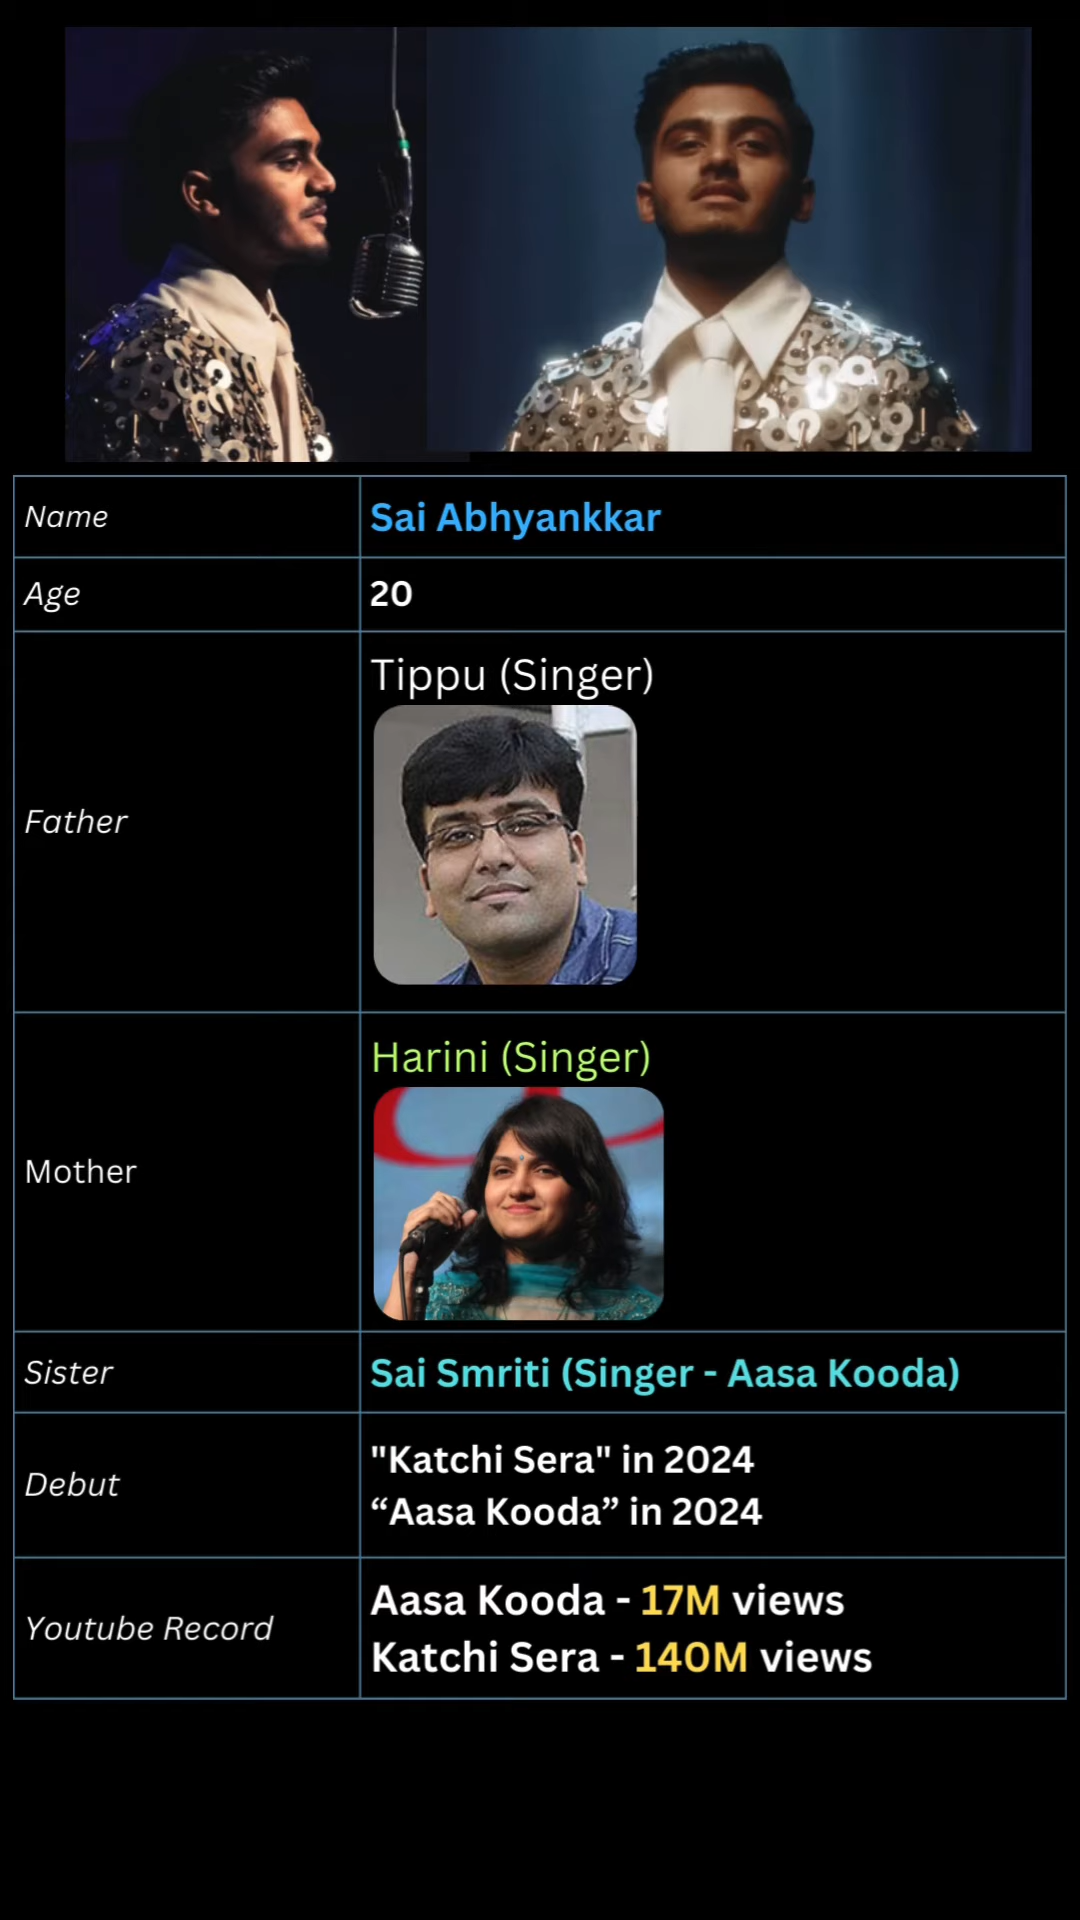 Name
Sai Abhyankkar
Age
20
Father
Tippu (Singer)
Mother
Harini (Singer)
Sister
Sai Smriti (Singer - Aasa Kooda)
Debut
"Katchi Sera" in 2024
“Aasa Kooda” in 2024
Youtube Record
Aasa Kooda - 17M views
Katchi Sera - 140M views